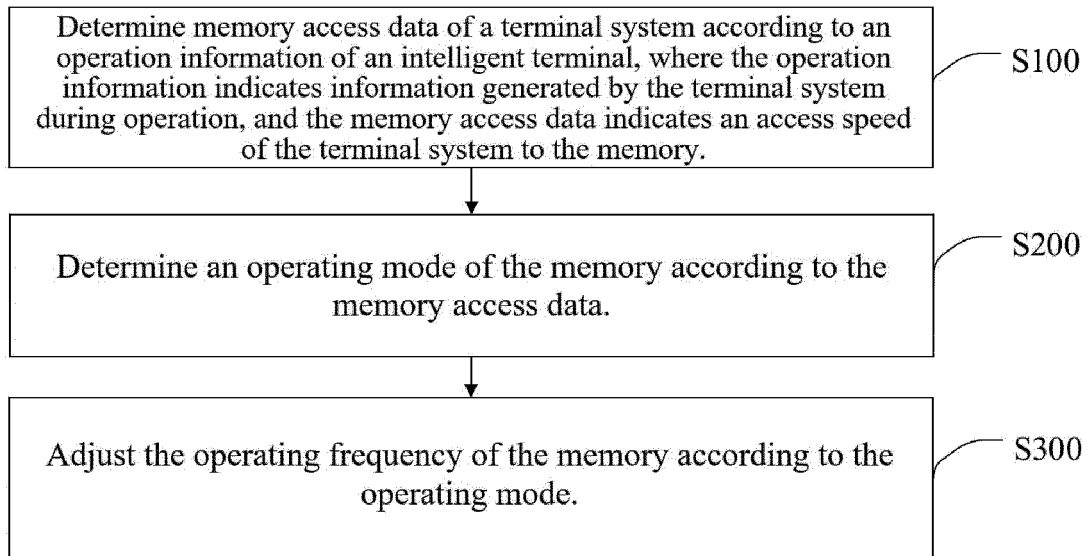 Determine memory access data of a terminal system according to an
operation information of an intelligent terminal, where the operation
information indicates information generated by the terminal system
during operation, and the memory access data indicates an access speed
of the terminal system to the memory.
S100
Determine an operating mode of the memory according to the
memory access data.
S200
Adjust the operating frequency of the memory according to the
operating mode.
S300